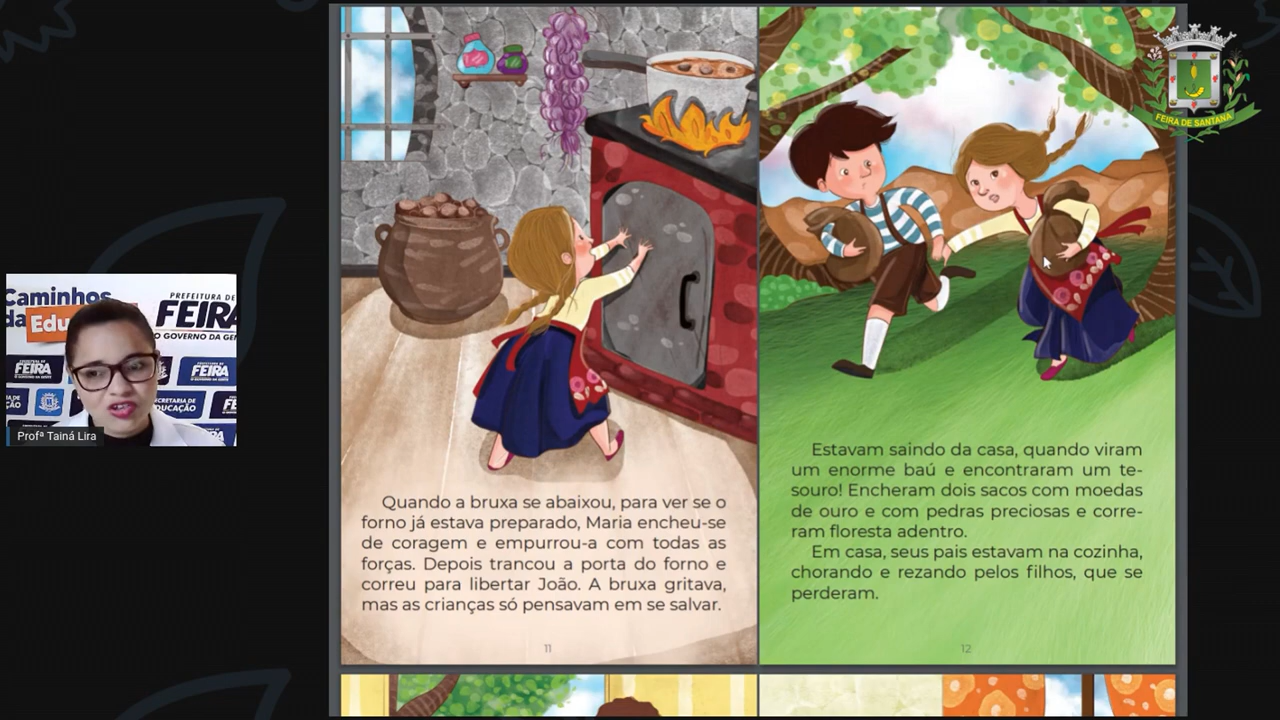 FEIRA DE SANTANA
Caminhos
da Edu
PREFEITURA DE
FEIRA
O GOVERNO DA GEN
FEIRA
FEIRA
EDUCAÇÃO
Profª Tainá Lira
Quando a bruxa se abaixou, para ver se o
forno já estava preparado, Maria encheu-se
de coragem e empurrou-a com todas as
forças. Depois trancou a porta do forno e
correu para libertar João. A bruxa gritava,
mas as crianças só pensavam em se salvar.
11
Estavam saindo da casa, quando viram
um enorme baú e encontraram um te-
souro! Encheram dois sacos com moedas
de ouro e com pedras preciosas e corre-
ram floresta adentro.
Em casa, seus pais estavam na cozinha,
chorando e rezando pelos filhos, que se
perderam.
12